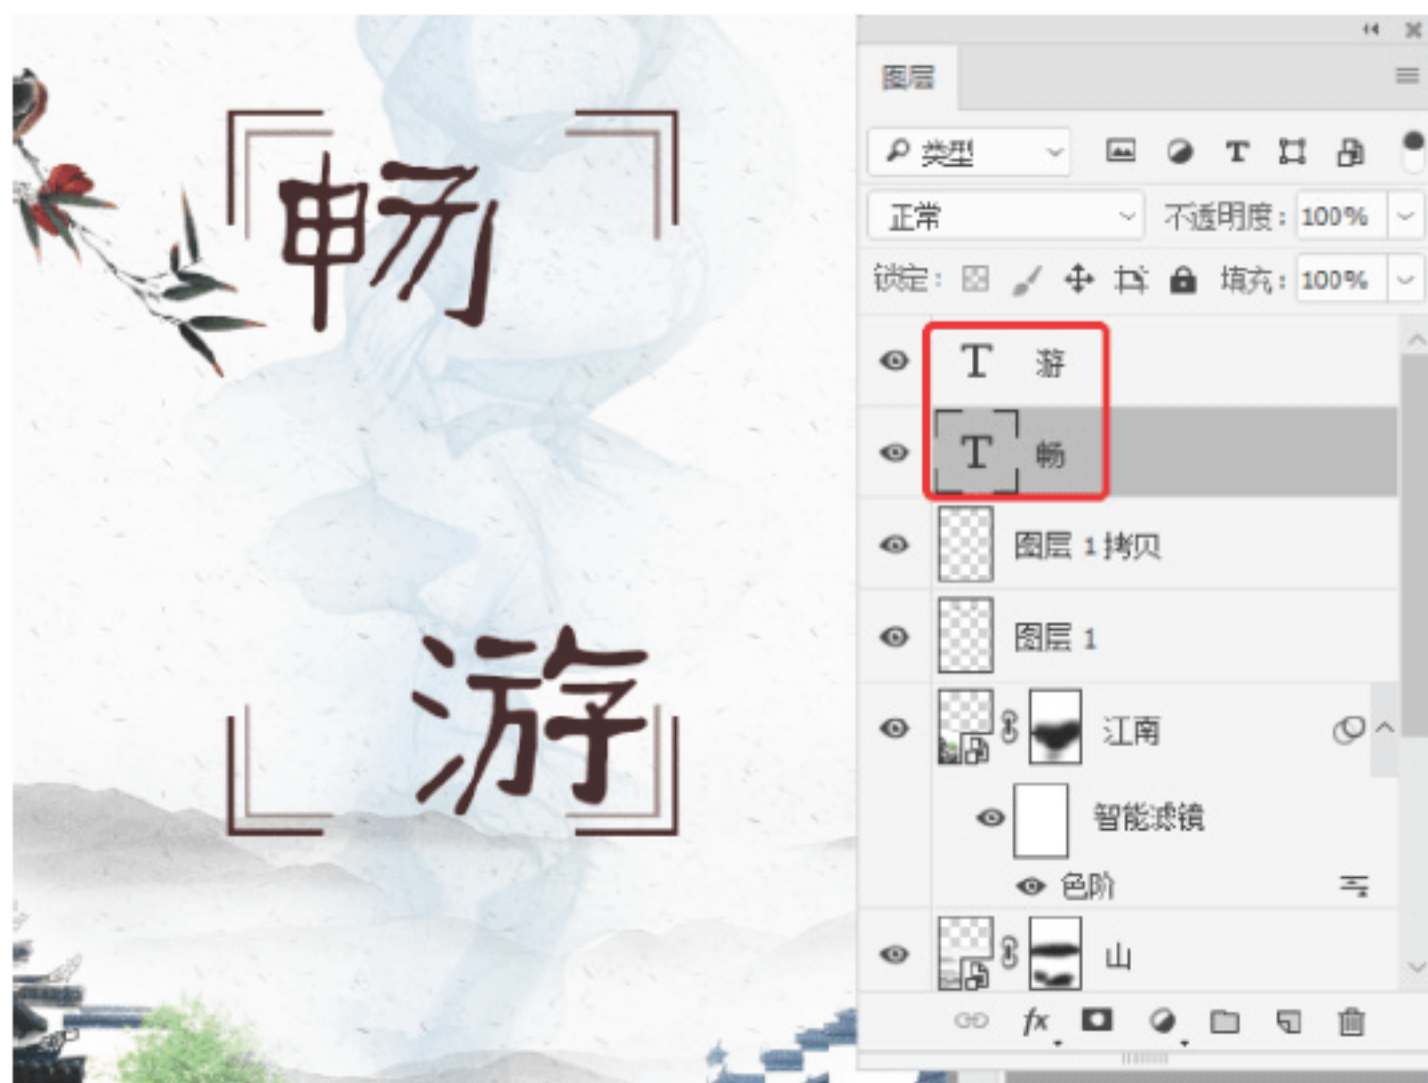 畅
游
图层
类型
正常 不透明度: 100%
锁定: 填充: 100%
T 游
T 畅
图层 1 拷贝
图层 1
江南
智能滤镜
色阶
山
fx